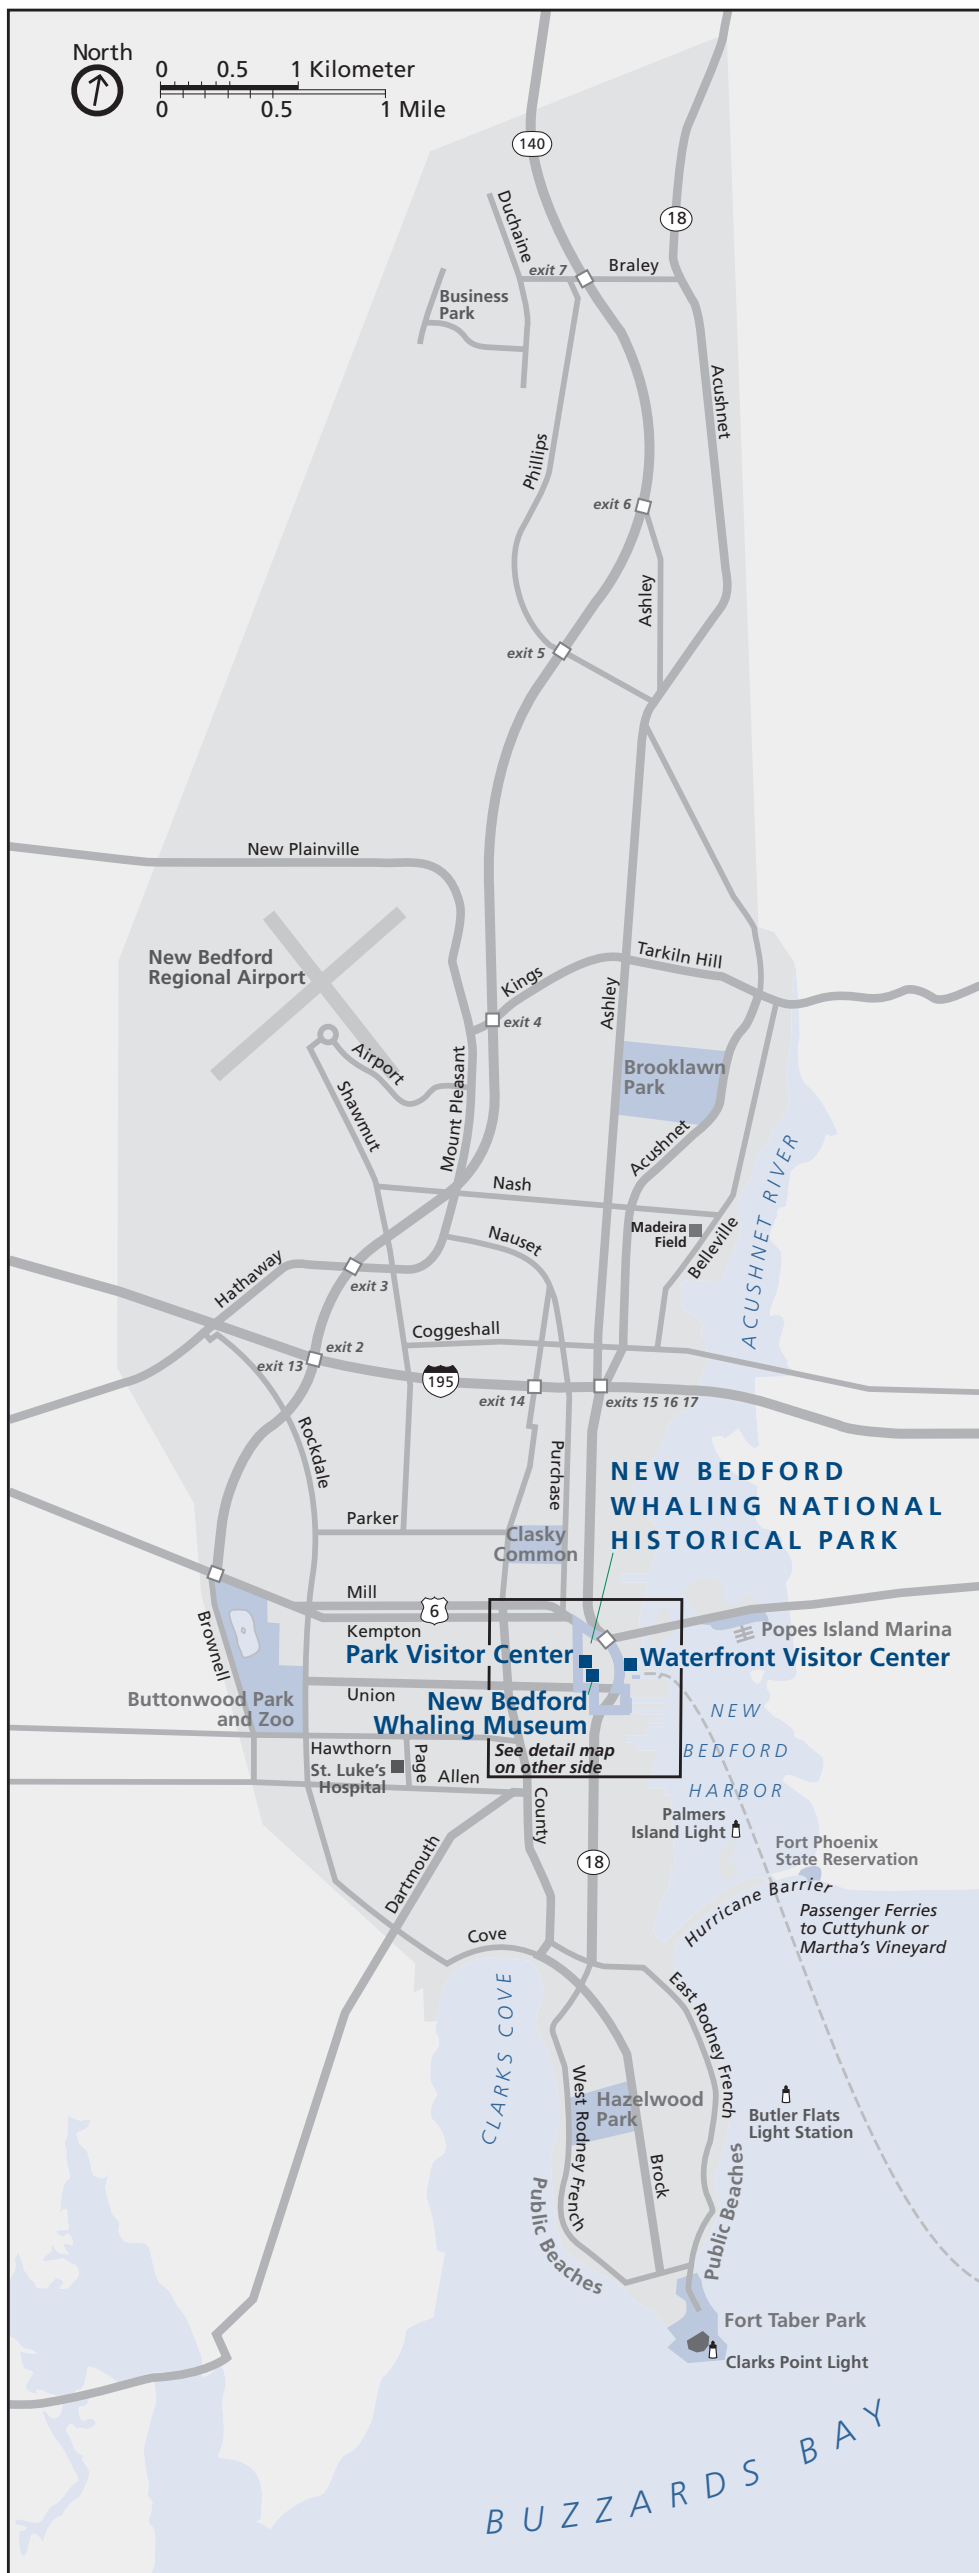 North
0 0.5 1 Kilometer
0 0.5 1 Mile
140
18
Duchaine
exit 7
Braley
Business
Park
Acushnet
Phillips
exit 6
Ashley
exit 5
New Plainville
New Bedford
Regional Airport
Tarkiln Hill
Kings
Ashley
exit 4
Airport
Mount Pleasant
Shawmut
Brooklawn
Park
Acushnet
ACUSHNET RIVER
Nash
Madeira
Field
Nauset
Belleville
Hathaway
exit 3
Coggeshall
exit 2
exit 13
195
exit 14
exits 15 16 17
Rockdale
Purchase
NEW BEDFORD
WHALING NATIONAL
HISTORICAL PARK
Parker
Clasky
Common
Mill
6
Kempton
Brownell
Popes Island Marina
Park Visitor Center
Waterfront Visitor Center
Buttonwood Park
and Zoo
Union
New Bedford
Whaling Museum
NEW
BEDFORD
HARBOR
Hawthorn
Page
See detail map
on other side
St. Luke's
Hospital
Allen
County
Palmers
Island Light
Fort Phoenix
State Reservation
18
Dartmouth
Hurricane Barrier
Passenger Ferries
to Cuttyhunk or
Martha's Vineyard
Cove
CLARKS COVE
East Rodney French
West Rodney French
Hazelwood
Park
Butler Flats
Light Station
Brock
Public Beaches
Public Beaches
Fort Taber Park
Clarks Point Light
BUZZARDS BAY